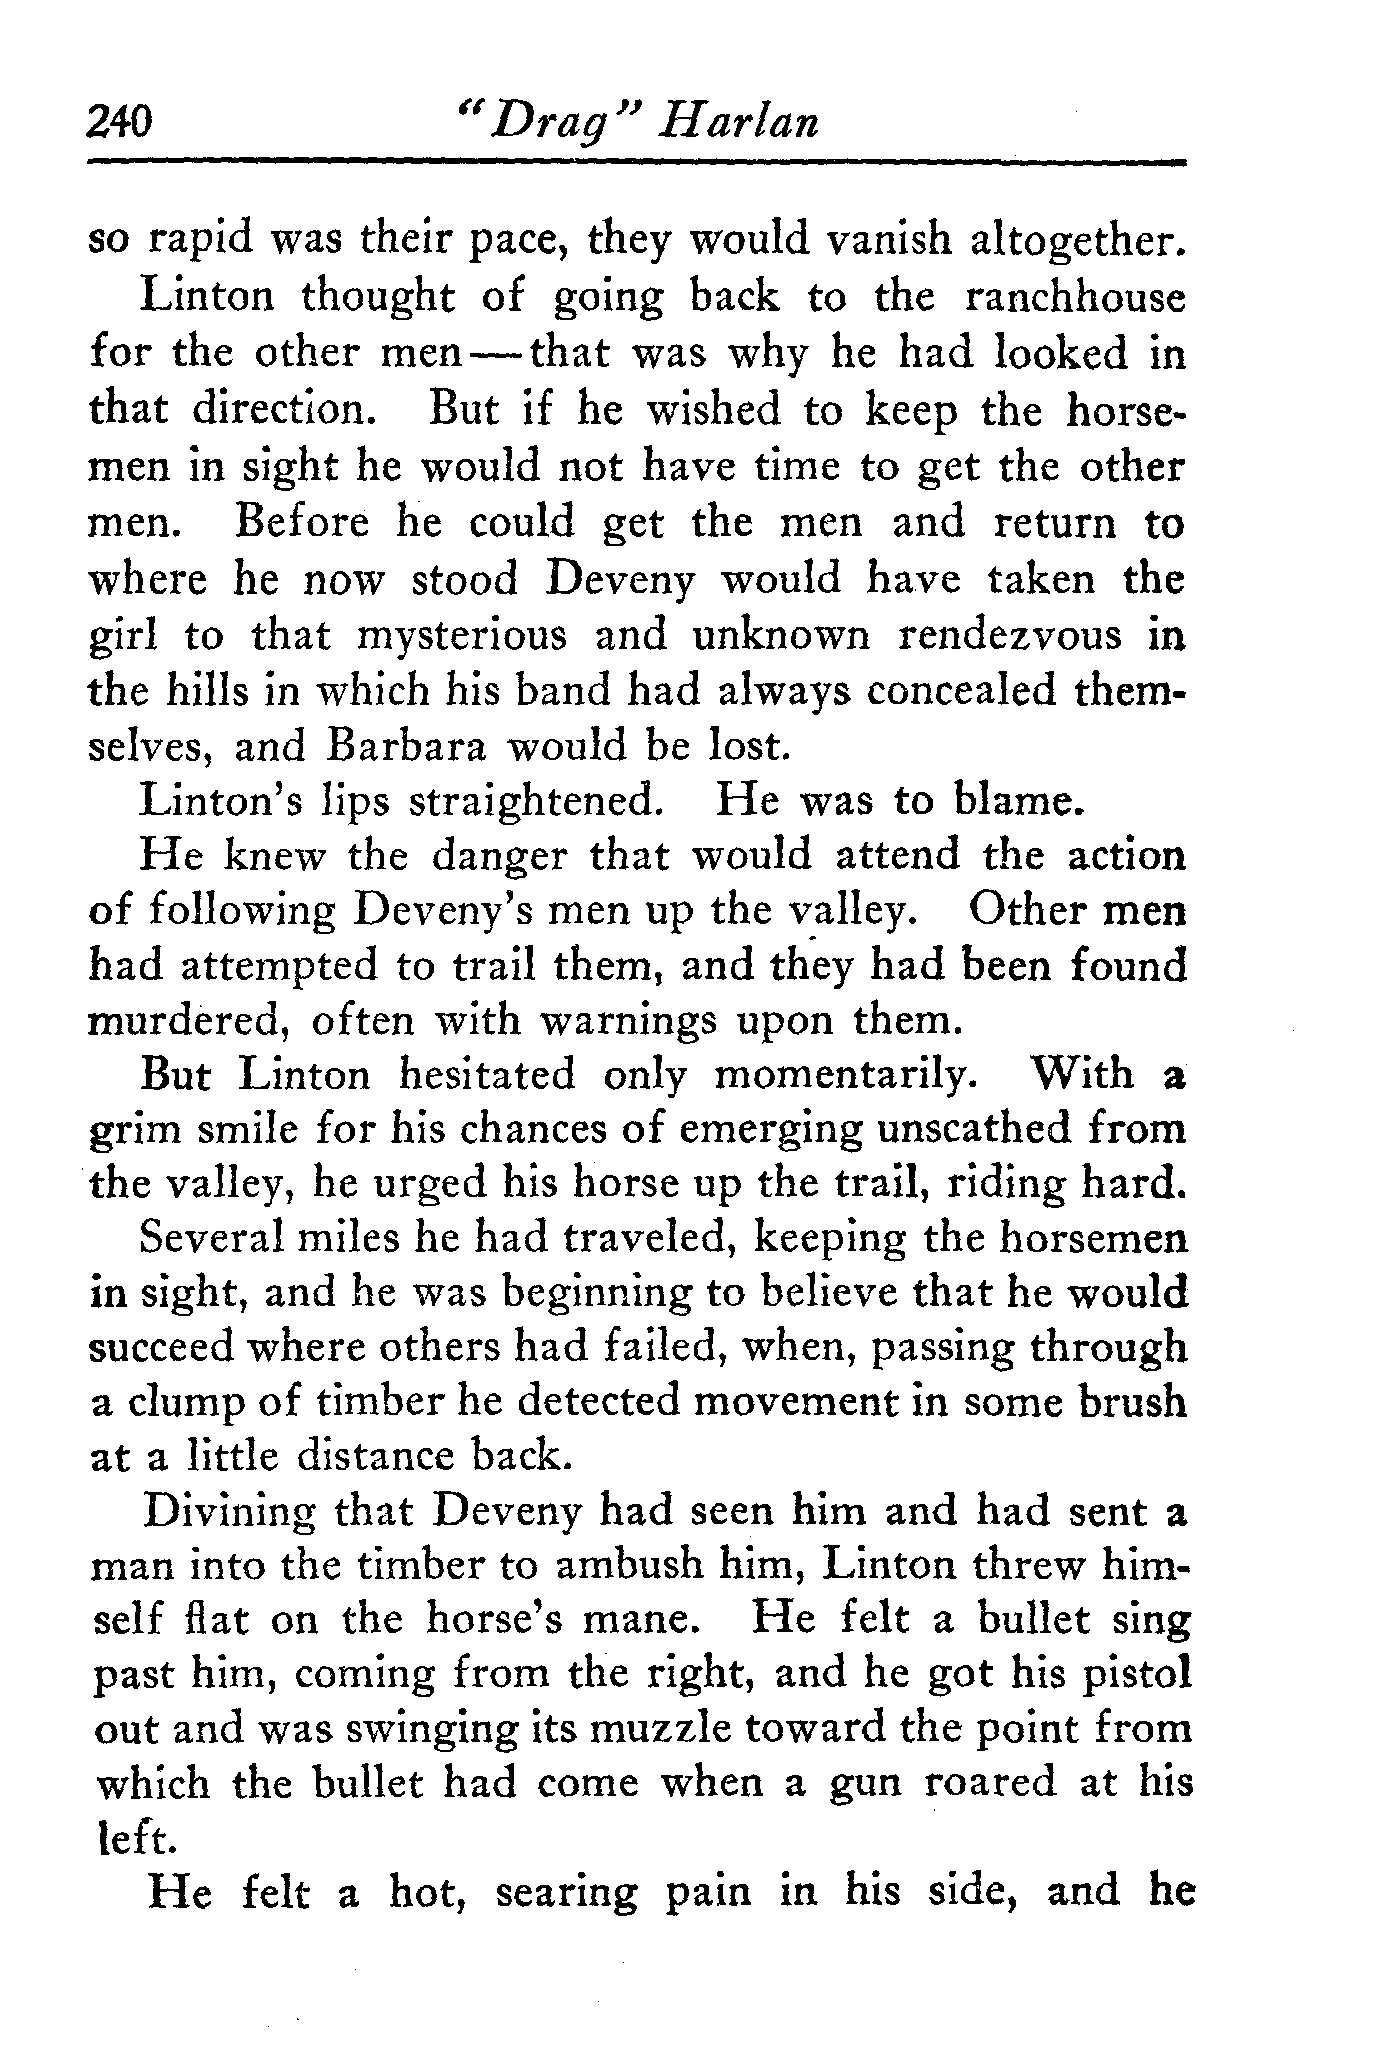 240 "Drag" Harlan
so rapid was their pace, they would vanish altogether.
Linton thought of going back to the ranchhouse
for the other men—that was why he had looked in
that direction. But if he wished to keep the horse-
men in sight he would not have time to get the other
men. Before he could get the men and return to
where he now stood Deveny would have taken the
girl to that mysterious and unknown rendezvous in
the hills in which his band had always concealed them-
selves, and Barbara would be lost.
Linton's lips straightened. He was to blame.
He knew the danger that would attend the action
of following Deveny's men up the valley. Other men
had attempted to trail them, and they had been found
murdered, often with warnings upon them.
But Linton hesitated only momentarily. With a
grim smile for his chances of emerging unscathed from
the valley, he urged his horse up the trail, riding hard.
Several miles he had traveled, keeping the horsemen
in sight, and he was beginning to believe that he would
succeed where others had failed, when, passing through
a clump of timber he detected movement in some brush
at a little distance back.
Divining that Deveny had seen him and had sent a
man into the timber to ambush him, Linton threw him-
self flat on the horse's mane. He felt a bullet sing
past him, coming from the right, and he got his pistol
out and was swinging its muzzle toward the point from
which the bullet had come when a gun roared at his
left.
He felt a hot, searing pain in his side, and he